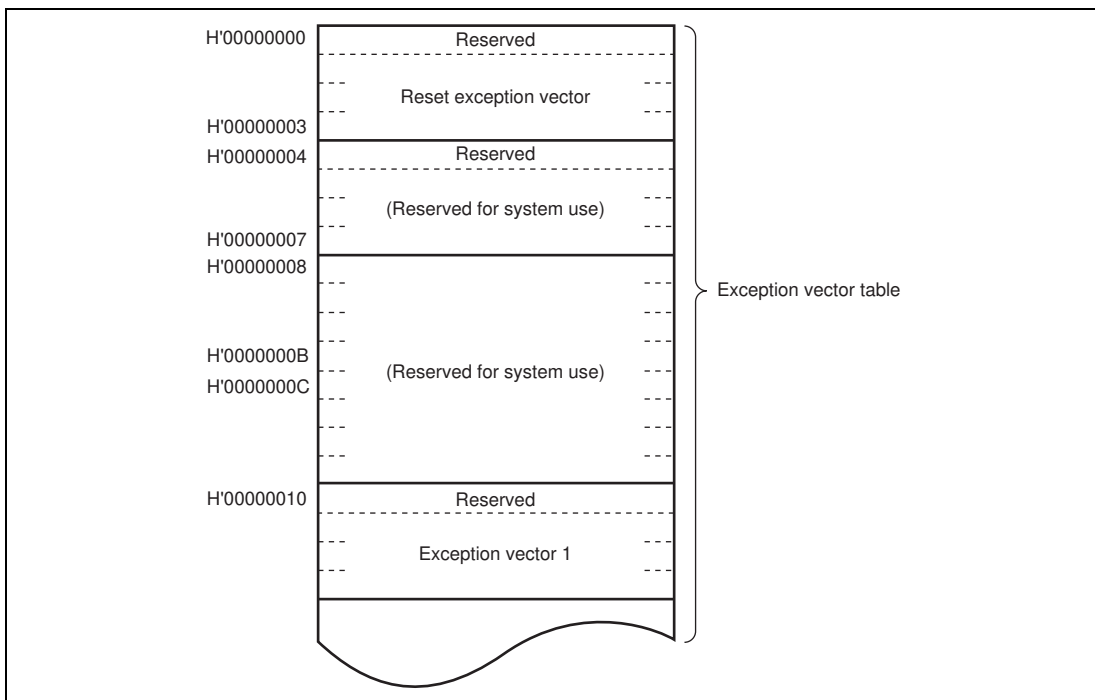 H'00000000
Reserved
Reset exception vector
H'00000003
H'00000004
Reserved
(Reserved for system use)
H'00000007
H'00000008
H'0000000B
(Reserved for system use)
H'0000000C
H'00000010
Reserved
Exception vector 1
Exception vector table